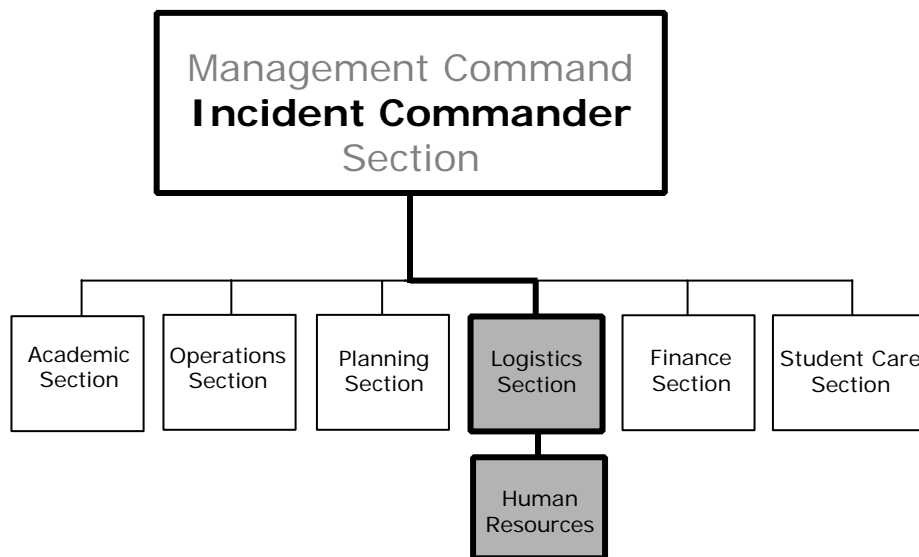 Management Command
Incident Commander
Section
Academic
Section
Operations
Section
Planning
Section
Logistics
Section
Finance
Section
Student Care
Section
Human
Resources